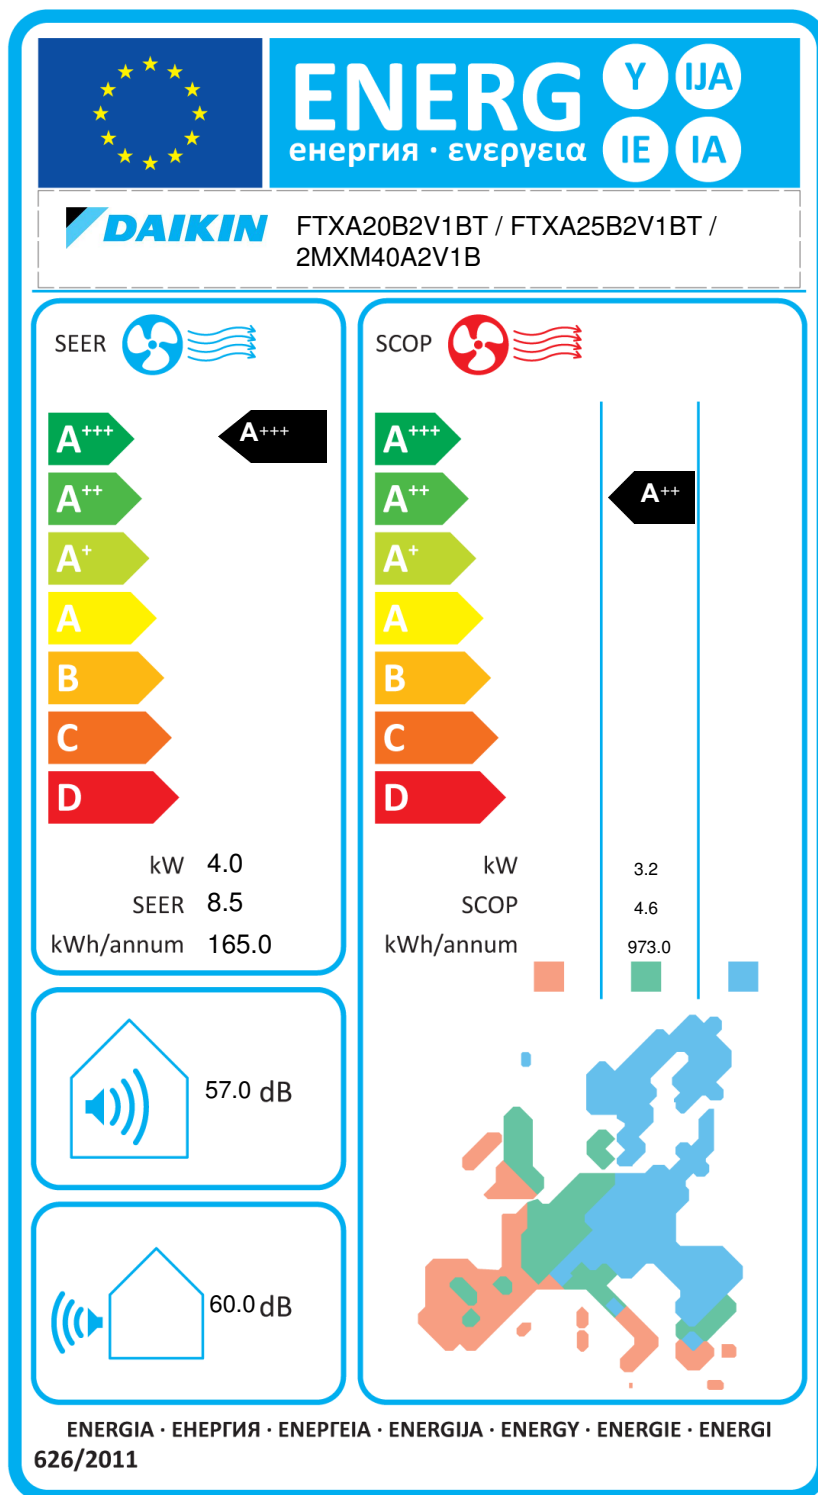 ENERG
енергия · ενεργεια
Y IJA
IE IA
DAIKIN
FTXA20B2V1BT / FTXA25B2V1BT /
2MXM40A2V1B
SEER
A+++
A+++
A++
A+
A
B
C
D
kW 4.0
SEER 8.5
kWh/annum 165.0
SCOP
A+++
A++
A++
A+
A
B
C
D
kW 3.2
SCOP 4.6
kWh/annum 973.0
57.0 dB
60.0 dB
ENERGIA · ЕНЕРГИЯ · ΕΝΕΡΓΕΙΑ · ENERGIJA · ENERGY · ENERGIE · ENERGI
626/2011